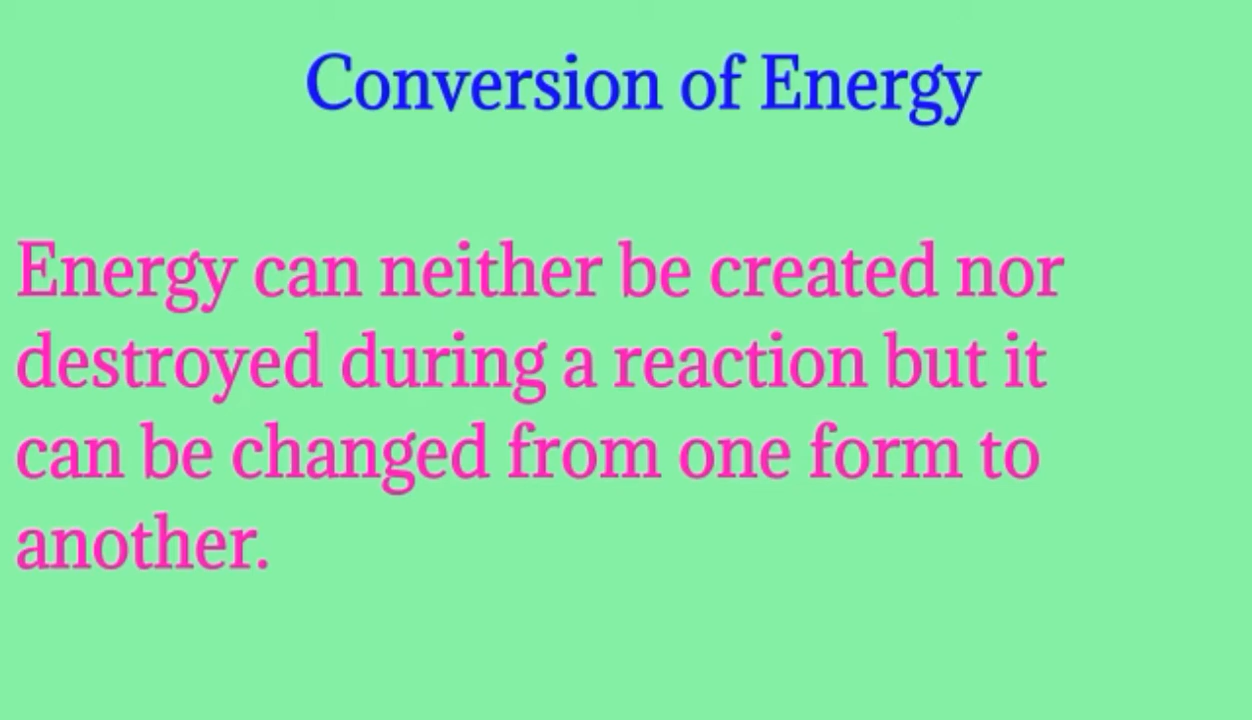 Conversion of Energy
Energy can neither be created nor
destroyed during a reaction but it
can be changed from one form to
another.